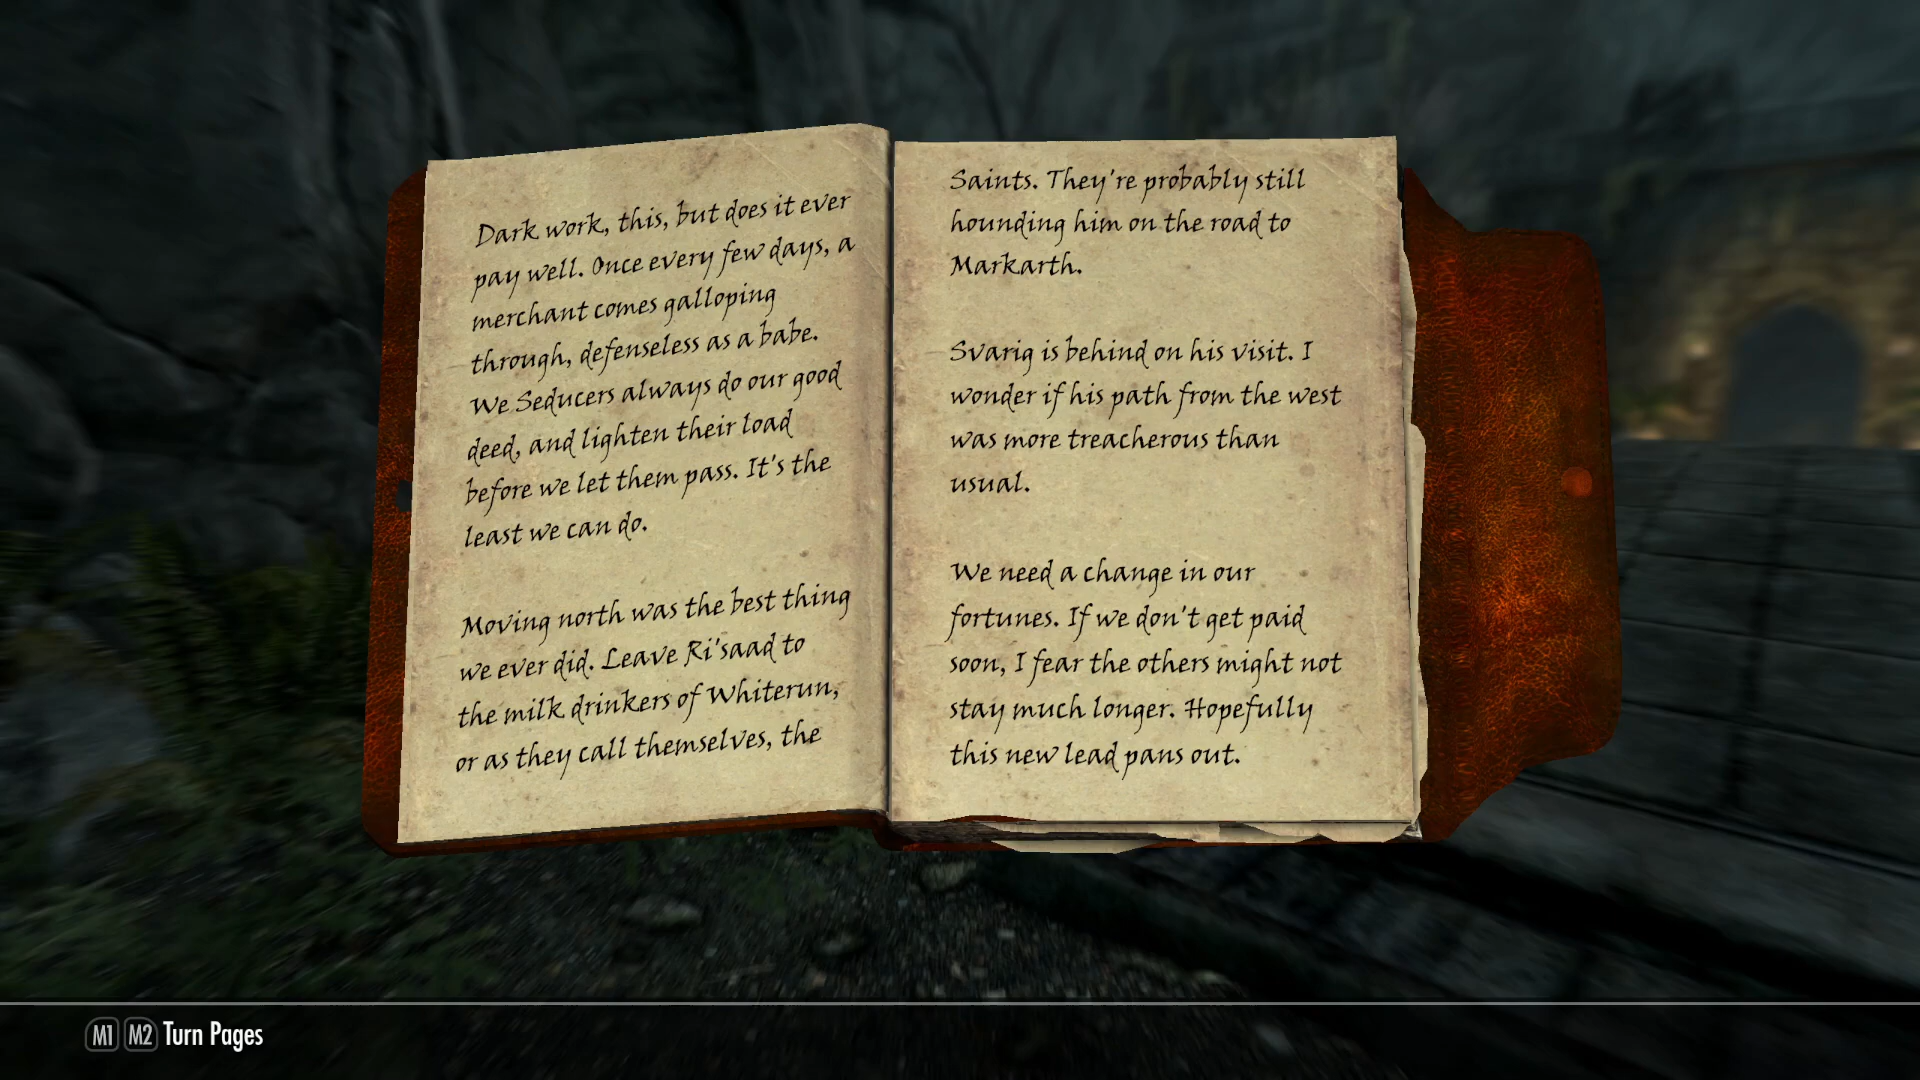 Dark work, this, but does it ever
pay well. Once every few days, a
merchant comes galloping
through, defenseless as a babe.
We Seducers always do our good
deed, and lighten their load
before we let them pass. It's the
least we can do.
Moving north was the best thing
we ever did. Leave Ri'saad to
the milk drinkers of Whiterun,
or as they call themselves, the
Saints. They're probably still
hounding him on the road to
Markarth.
Svarig is behind on his visit. I
wonder if his path from the west
was more treacherous than
usual.
We need a change in our
fortunes. If we don't get paid
soon, I fear the others might not
stay much longer. Hopefully
this new lead pans out.
M1 M2 Turn Pages